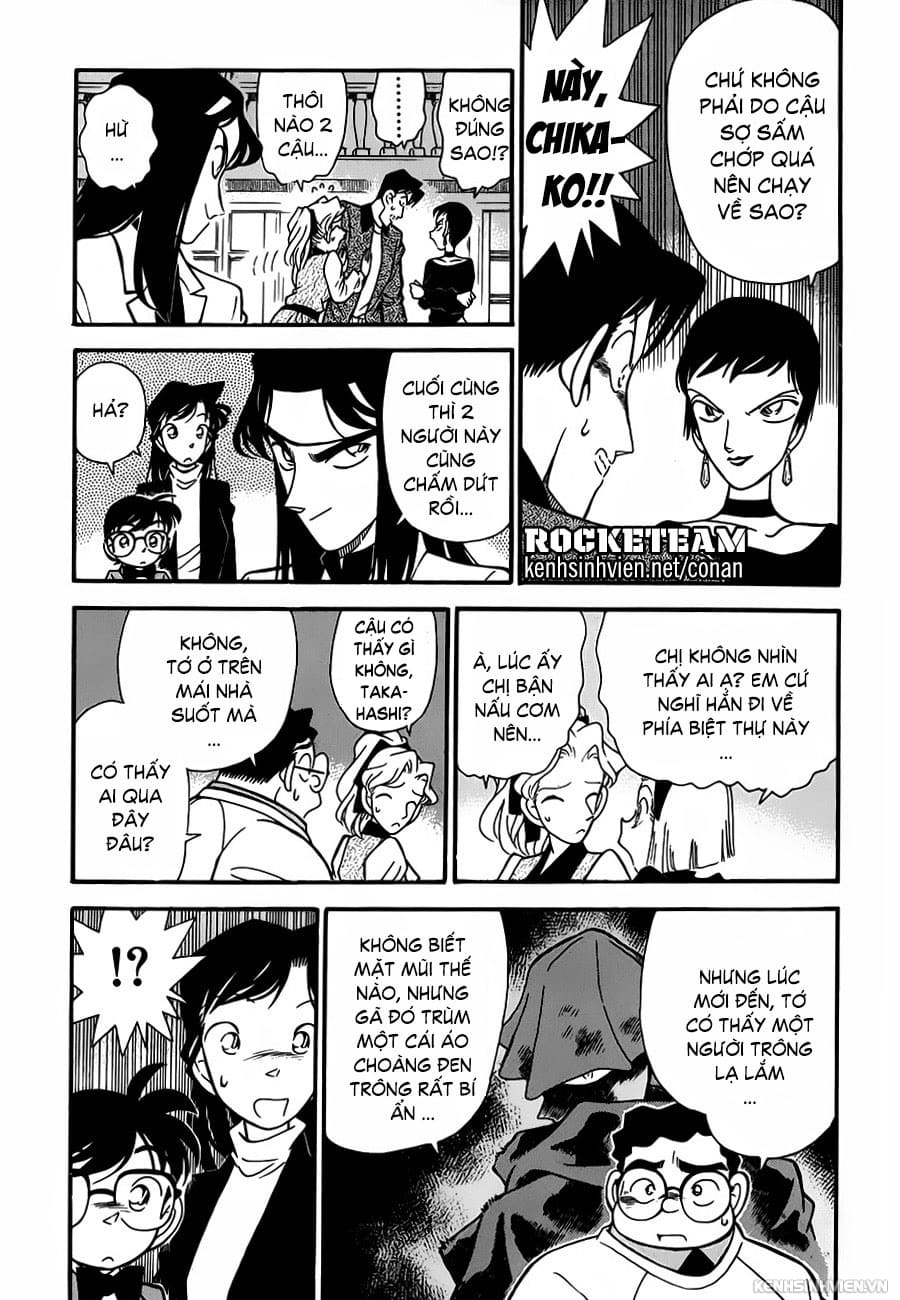 CHỨ KHÔNG
PHẢI DO CẬU
SỢ SẤM
CHỚP QUÁ
NÊN CHẠY
VỀ SAO?
NÀY,
CHIKA-
KO!!
KHÔNG
ĐÚNG
SAO!?
........
THÔI
NÀO 2
CẬU...
HỪ
...
CUỐI CÙNG
THÌ 2
NGƯỜI NÀY
CŨNG
CHẤM DỨT
RỒI...
HẢ?
ROCKETEAM
kenhsinhvien.net/conan
CHỊ KHÔNG NHÌN
THẤY AI Ạ? EM CỨ
NGHĨ HẲN ĐI VỀ
PHÍA BIỆT THỰ NÀY
...
À, LÚC ẤY
CHỊ BẬN
NẤU CƠM
NÊN...
CẬU CÓ
THẤY GÌ
KHÔNG,
TAKA-
HASHI?
KHÔNG,
TỚ Ở TRÊN
MÁI NHÀ
SUỐT MÀ
...
CÓ THẤY
AI QUA
ĐÂY
ĐÂU?
NHƯNG LÚC
MỚI ĐẾN, TỚ
CÓ THẤY MỘT
NGƯỜI TRÔNG
LẠ LẮM
...
KHÔNG BIẾT
MẶT MŨI THẾ
NÀO, NHƯNG
GÃ ĐÓ TRÙM
MỘT CÁI ÁO
CHOÀNG ĐEN
TRÔNG RẤT BÍ
ẨN ...
!?
KENHSINHVIEN.VN